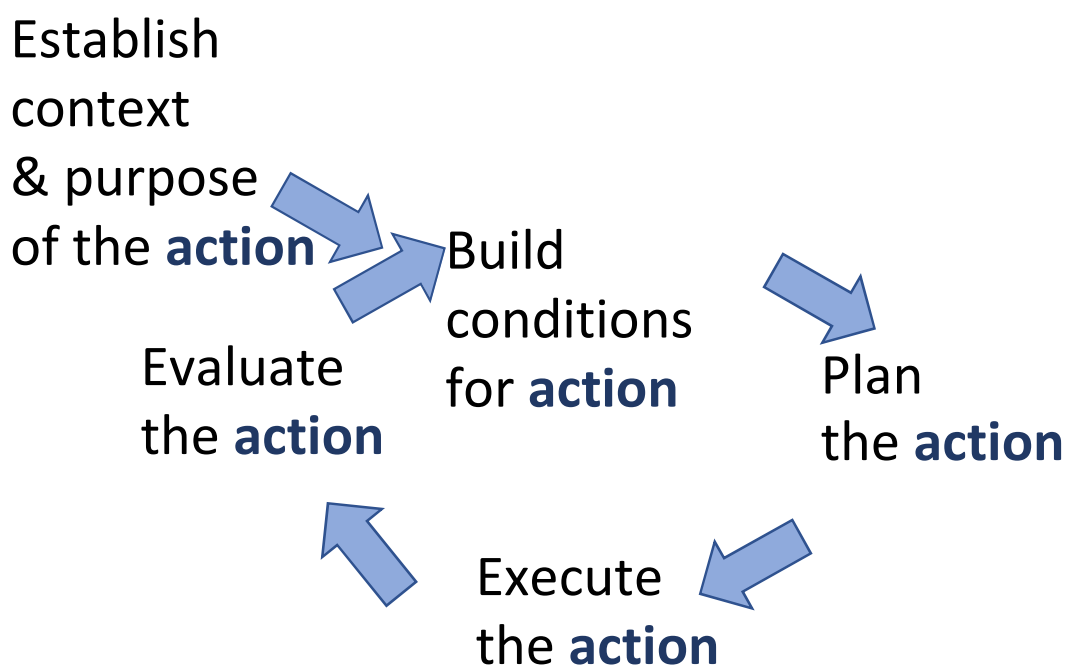 Establish
context
& purpose
of the action
Build
conditions
for action
Plan
the action
Execute
the action
Evaluate
the action